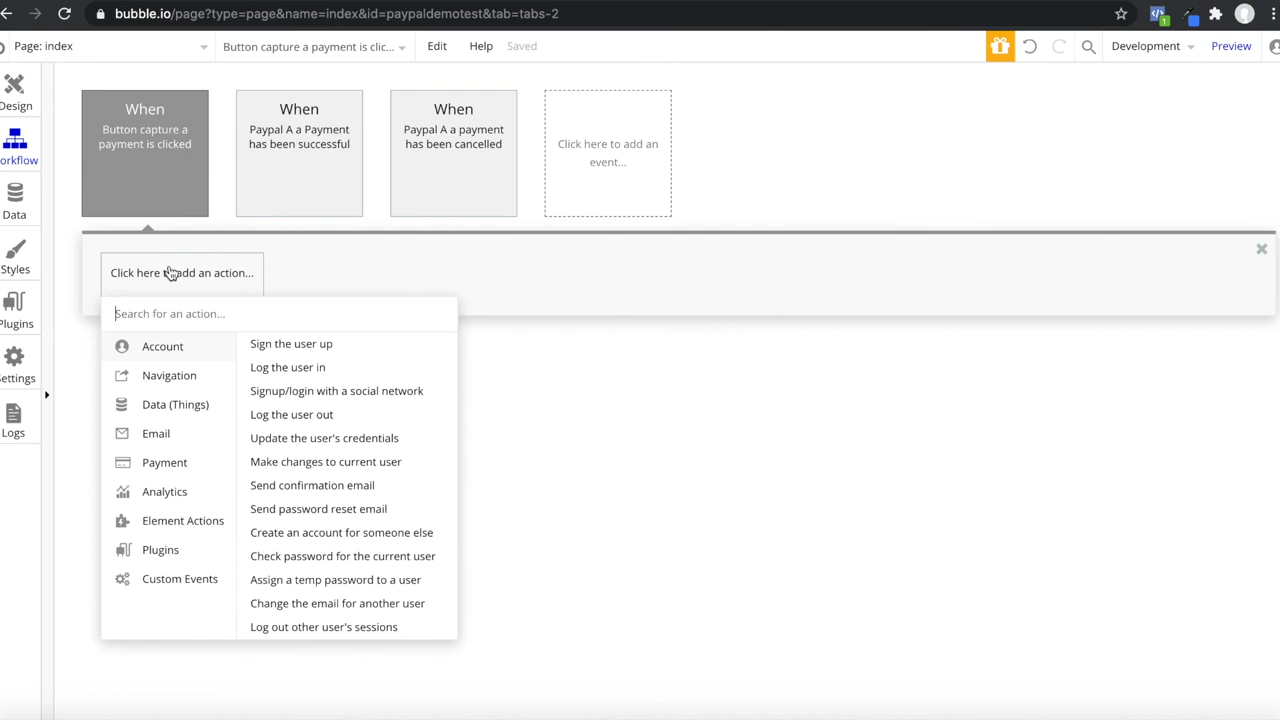 bubble.io/page?type=page&name=index&id=paypaldemotest&tab=tabs-2
1
Page: index
Button capture a payment is clic...
Edit
Help
Saved
Development
Preview
Design
orkflow
Data
Styles
Plugins
Settings
Logs
When
Button capture a
payment is clicked
When
Paypal A a Payment
has been successful
When
Paypal A a payment
has been cancelled
Click here to add an
event...
Click here to add an action...
Search for an action...
Account
Navigation
Data (Things)
Email
Payment
Analytics
Element Actions
Plugins
Custom Events
Sign the user up
Log the user in
Signup/login with a social network
Log the user out
Update the user's credentials
Make changes to current user
Send confirmation email
Send password reset email
Create an account for someone else
Check password for the current user
Assign a temp password to a user
Change the email for another user
Log out other user's sessions